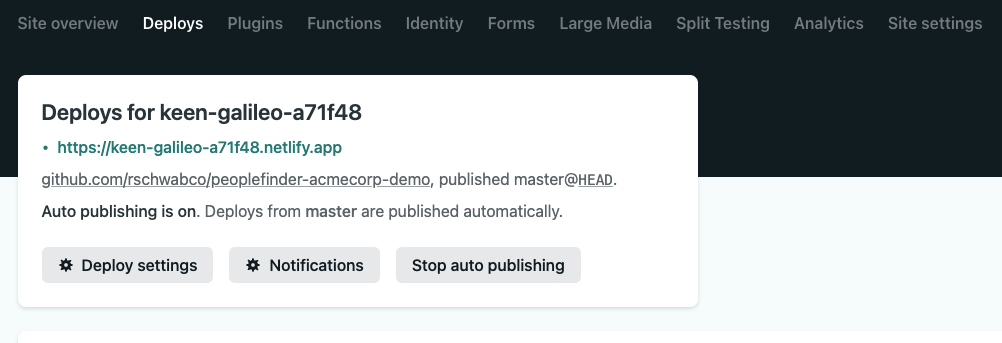 Site overview Deploys Plugins Functions Identity Forms Large Media Split Testing Analytics Site settings
Deploys for keen-galileo-a71f48
• https://keen-galileo-a71f48.netlify.app
github.com/rschwabco/peoplefinder-acmecorp-demo, published master@HEAD.
Auto publishing is on. Deploys from master are published automatically.
Deploy settings Notifications Stop auto publishing